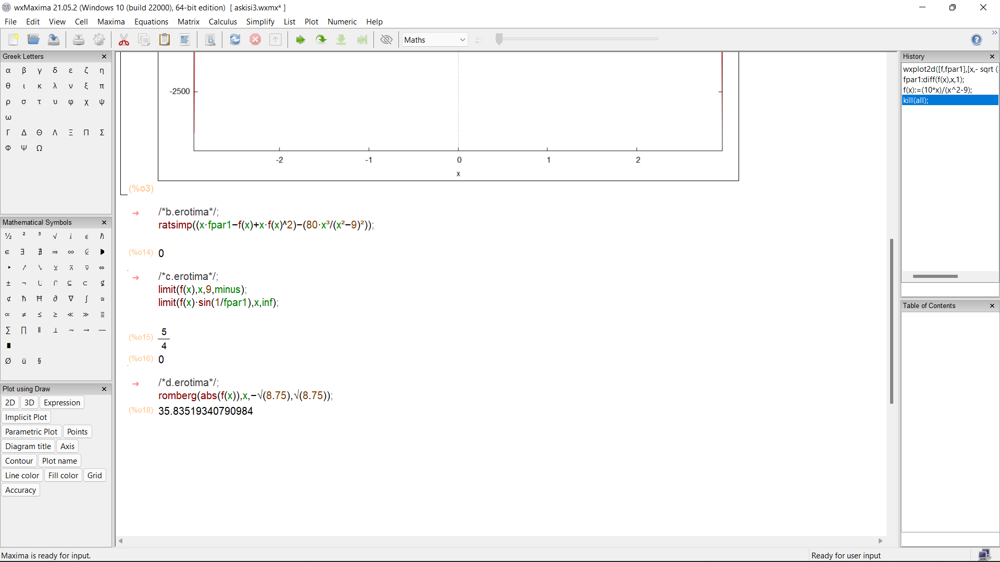 wxMaxima 21.05.2 (Windows 10 (build 22000), 64-bit edition) [ askisi3.wxmx* ]
File Edit View Cell Maxima Equations Matrix Calculus Simplify List Plot Numeric Help
Maths
Greek Letters
α β γ δ ε ζ η
θ ι κ λ ν ξ π
ρ σ τ υ φ χ ψ
ω
Γ Δ Θ Λ Ξ Π Σ
Φ Ψ Ω
Mathematical Symbols
½ ² ³ √ ⅈ ϵ ℏ
∈ ∃ ∄ ⇒ ∞
⇔
± ¬ ∪ ∩ ⊆ ⊂ ⊄
ħ Ħ ∂ ∇ ∫ ≅
∝ ≠ ≤ ≥ ≪ ≫
∑ ∏ ∥ ⟂ ~ → —
∎
Ø ü §
Plot using Draw
2D 3D Expression
Implicit Plot
Parametric Plot Points
Diagram title Axis
Contour Plot name
Line color Fill color Grid
Accuracy
-2500
-2 -1 0 1 2
x
(%o3)
/*b.erotima*/;
ratsimp((x·fpar1−f(x)+x·f(x)^2)−(80·x³/(x²−9)²));
(%o14) 0
/*c.erotima*/;
limit(f(x),x,9,minus);
limit(f(x)·sin(1/fpar1),x,inf);
(%o15) 5
4
(%o16) 0
/*d.erotima*/;
romberg(abs(f(x)),x,−√(8.75),√(8.75));
(%o18) 35.83519340790984
History
wxplot2d([f,fpar1],[x,- sqrt (
fpar1:diff(f(x),x,1);
f(x):=(10*x)/(x^2-9);
kill(all);
Table of Contents
Maxima is ready for input.
Ready for user input